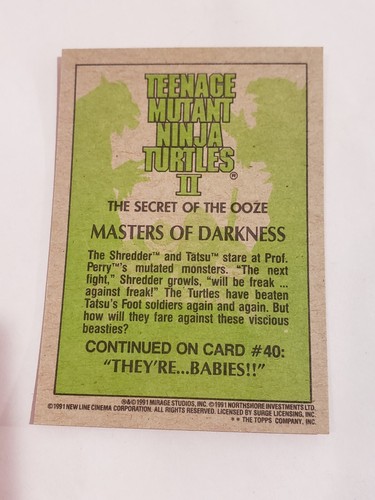 TEENAGE
MUTANT
NINJA
TURTLES
II®
THE SECRET OF THE OOZE
MASTERS OF DARKNESS
The Shredder™ and Tatsu™ stare at Prof.
Perry™'s mutated monsters. "The next
fight," Shredder growls, "will be freak ...
against freak!" The Turtles have beaten
Tatsu's Foot soldiers again and again. But
how will they fare against these viscious
beasties?
CONTINUED ON CARD #40:
"THEY'RE...BABIES!!"
®&©1991 MIRAGE STUDIOS, INC. ©1991 NORTHSHORE INVESTMENTS LTD.
©1991 NEW LINE CINEMA CORPORATION. ALL RIGHTS RESERVED. LICENSED BY SURGE LICENSING, INC.
** THE TOPPS COMPANY, INC.